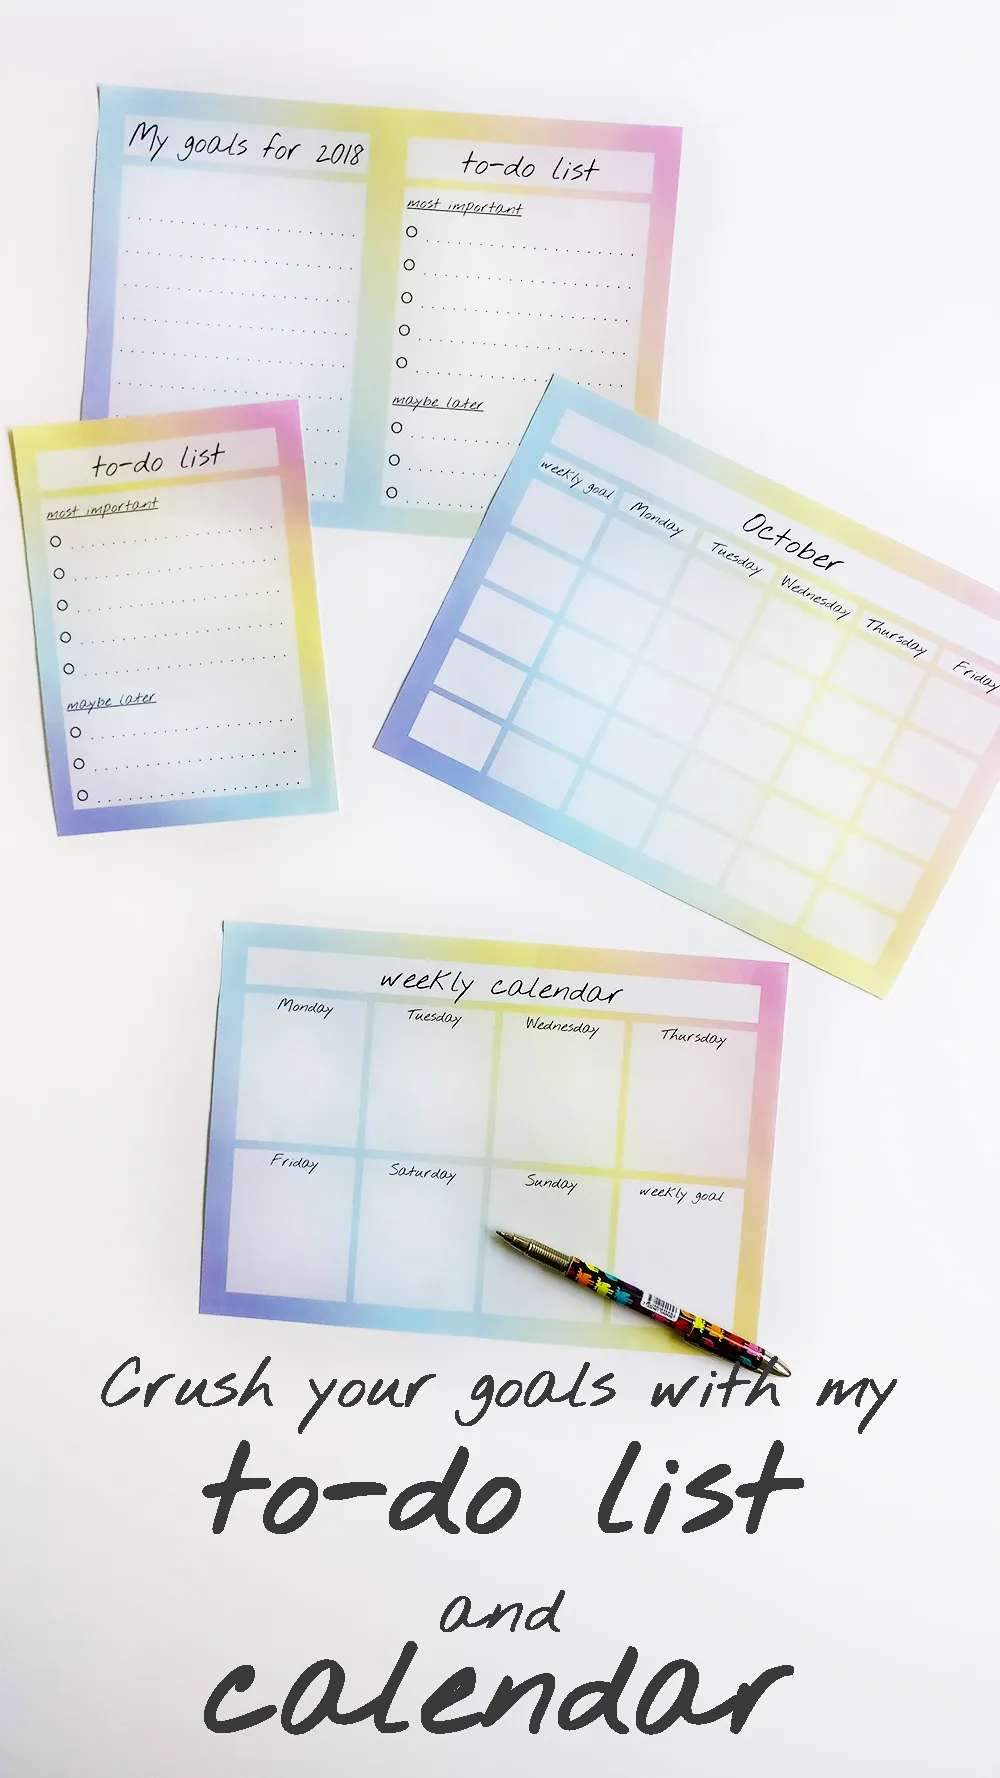 My goals for 2018
to-do list
most important
maybe later
to-do list
most important
maybe later
October
weekly goal Monday Tuesday Wednesday Thursday Friday
weekly calendar
Monday Tuesday Wednesday Thursday
Friday Saturday Sunday weekly goal
Crush your goals with my
to-do list
and
calendar